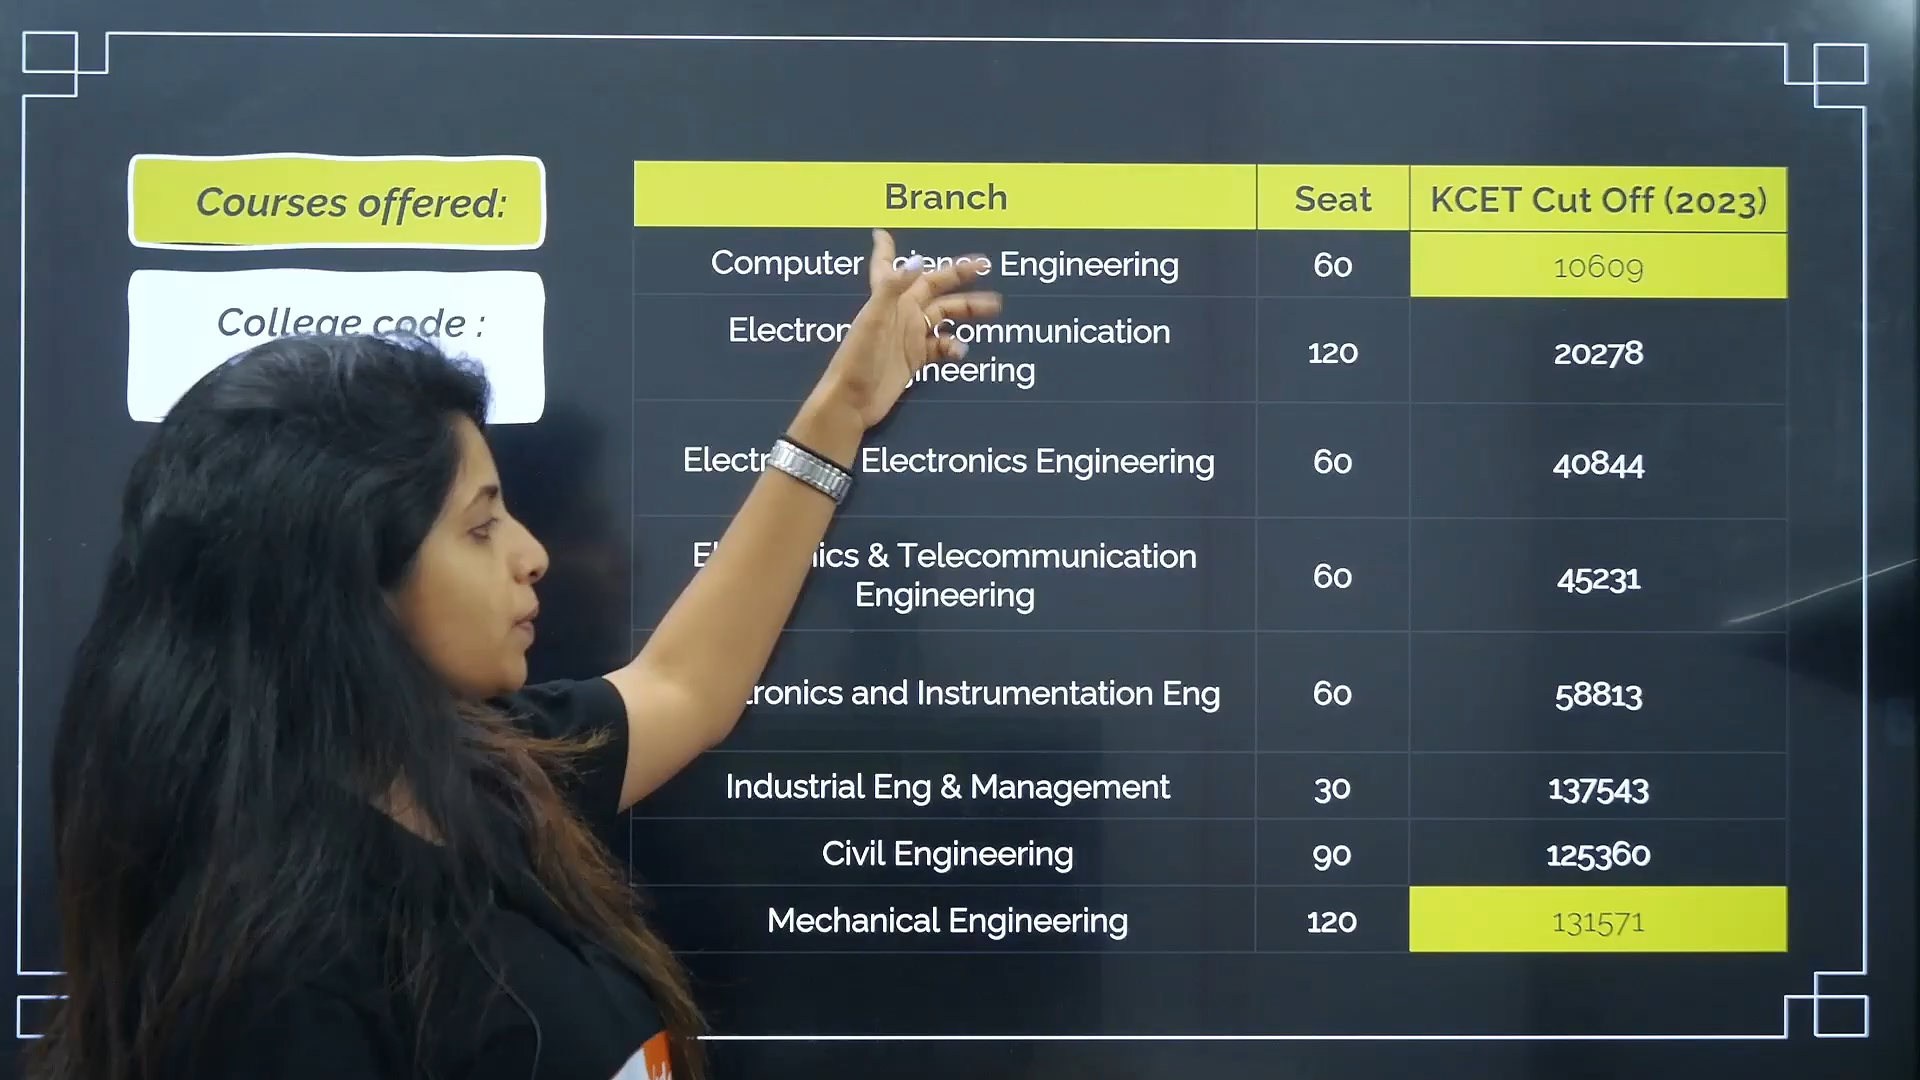 Courses offered:
College code :
Branch Seat KCET Cut Off (2023)
Computer Engineering 60 10609
Communication 120 20278
Electronics Engineering 60 40844
& Telecommunication
Engineering 60 45231
and Instrumentation Eng 60 58813
Industrial Eng & Management 30 137543
Civil Engineering 90 125360
Mechanical Engineering 120 131571